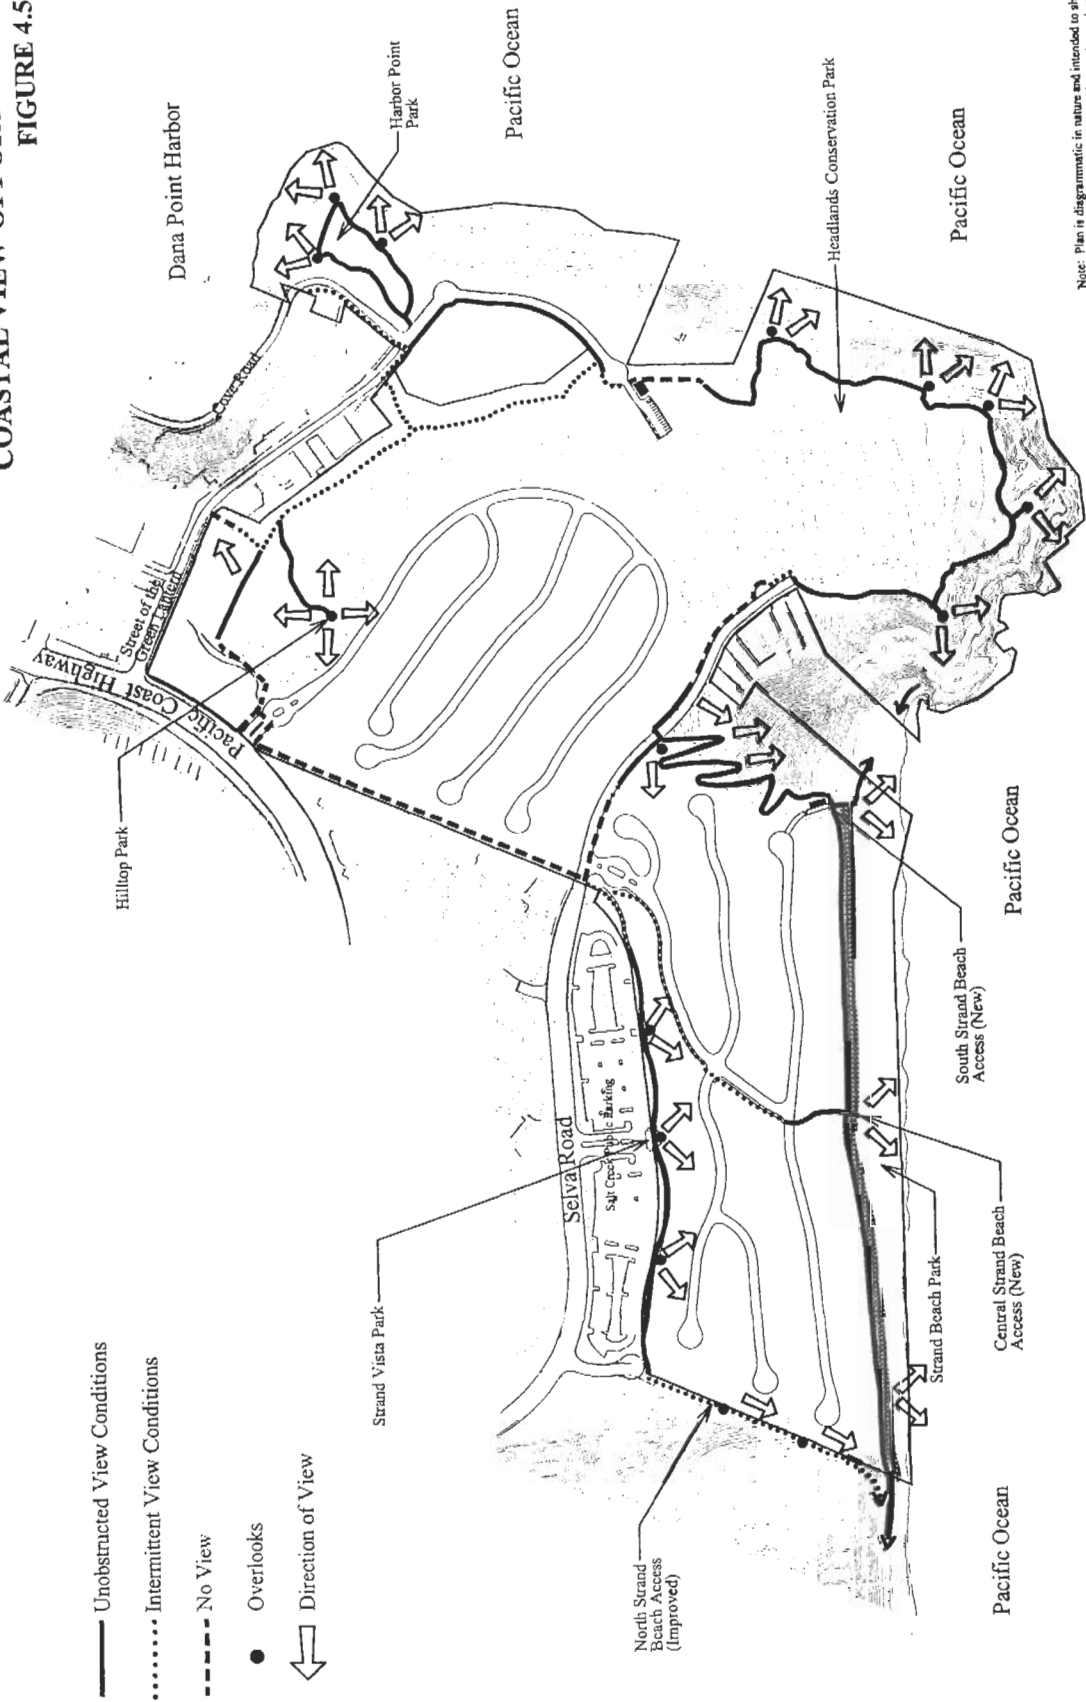 FIGURE 4.5
Unobstructed View Conditions
Intermittent View Conditions
No View
Overlooks
Direction of View
Dana Point Harbor
Harbor Point
Park
Pacific Ocean
Headlands Conservation Park
Pacific Ocean
Cove Road
Street of the
Green Lantern
Pacific Coast Highway
Hilltop Park
Selva Road
Salt Creek Public Parking
Strand Vista Park
North Strand
Beach Access
(Improved)
Strand Beach Park
Central Strand Beach
Access (New)
South Strand Beach
Access (New)
Pacific Ocean
Pacific Ocean
Note: Plan is diagrammatic in nature and intended to